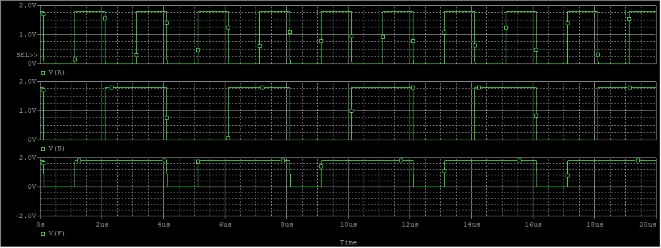 2.0V
1.0V
SEL>>
0V
V(A)
2.0V
1.0V
0V
V(B)
2.0V
0V
-2.0V
0s 2us 4us 6us 8us 10us 12us 14us 16us 18us 20us
V(F)
Time